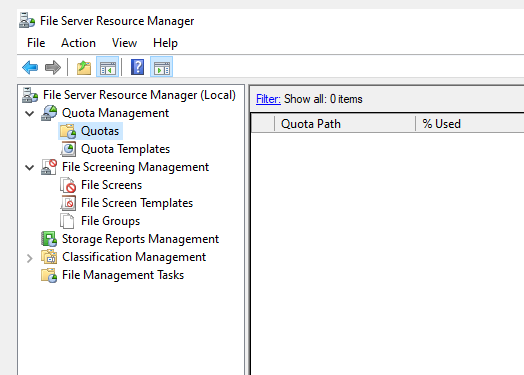 File Server Resource Manager
File Action View Help
File Server Resource Manager (Local)
Quota Management
Quotas
Quota Templates
File Screening Management
File Screens
File Screen Templates
File Groups
Storage Reports Management
Classification Management
File Management Tasks
Filter: Show all: 0 items
Quota Path % Used